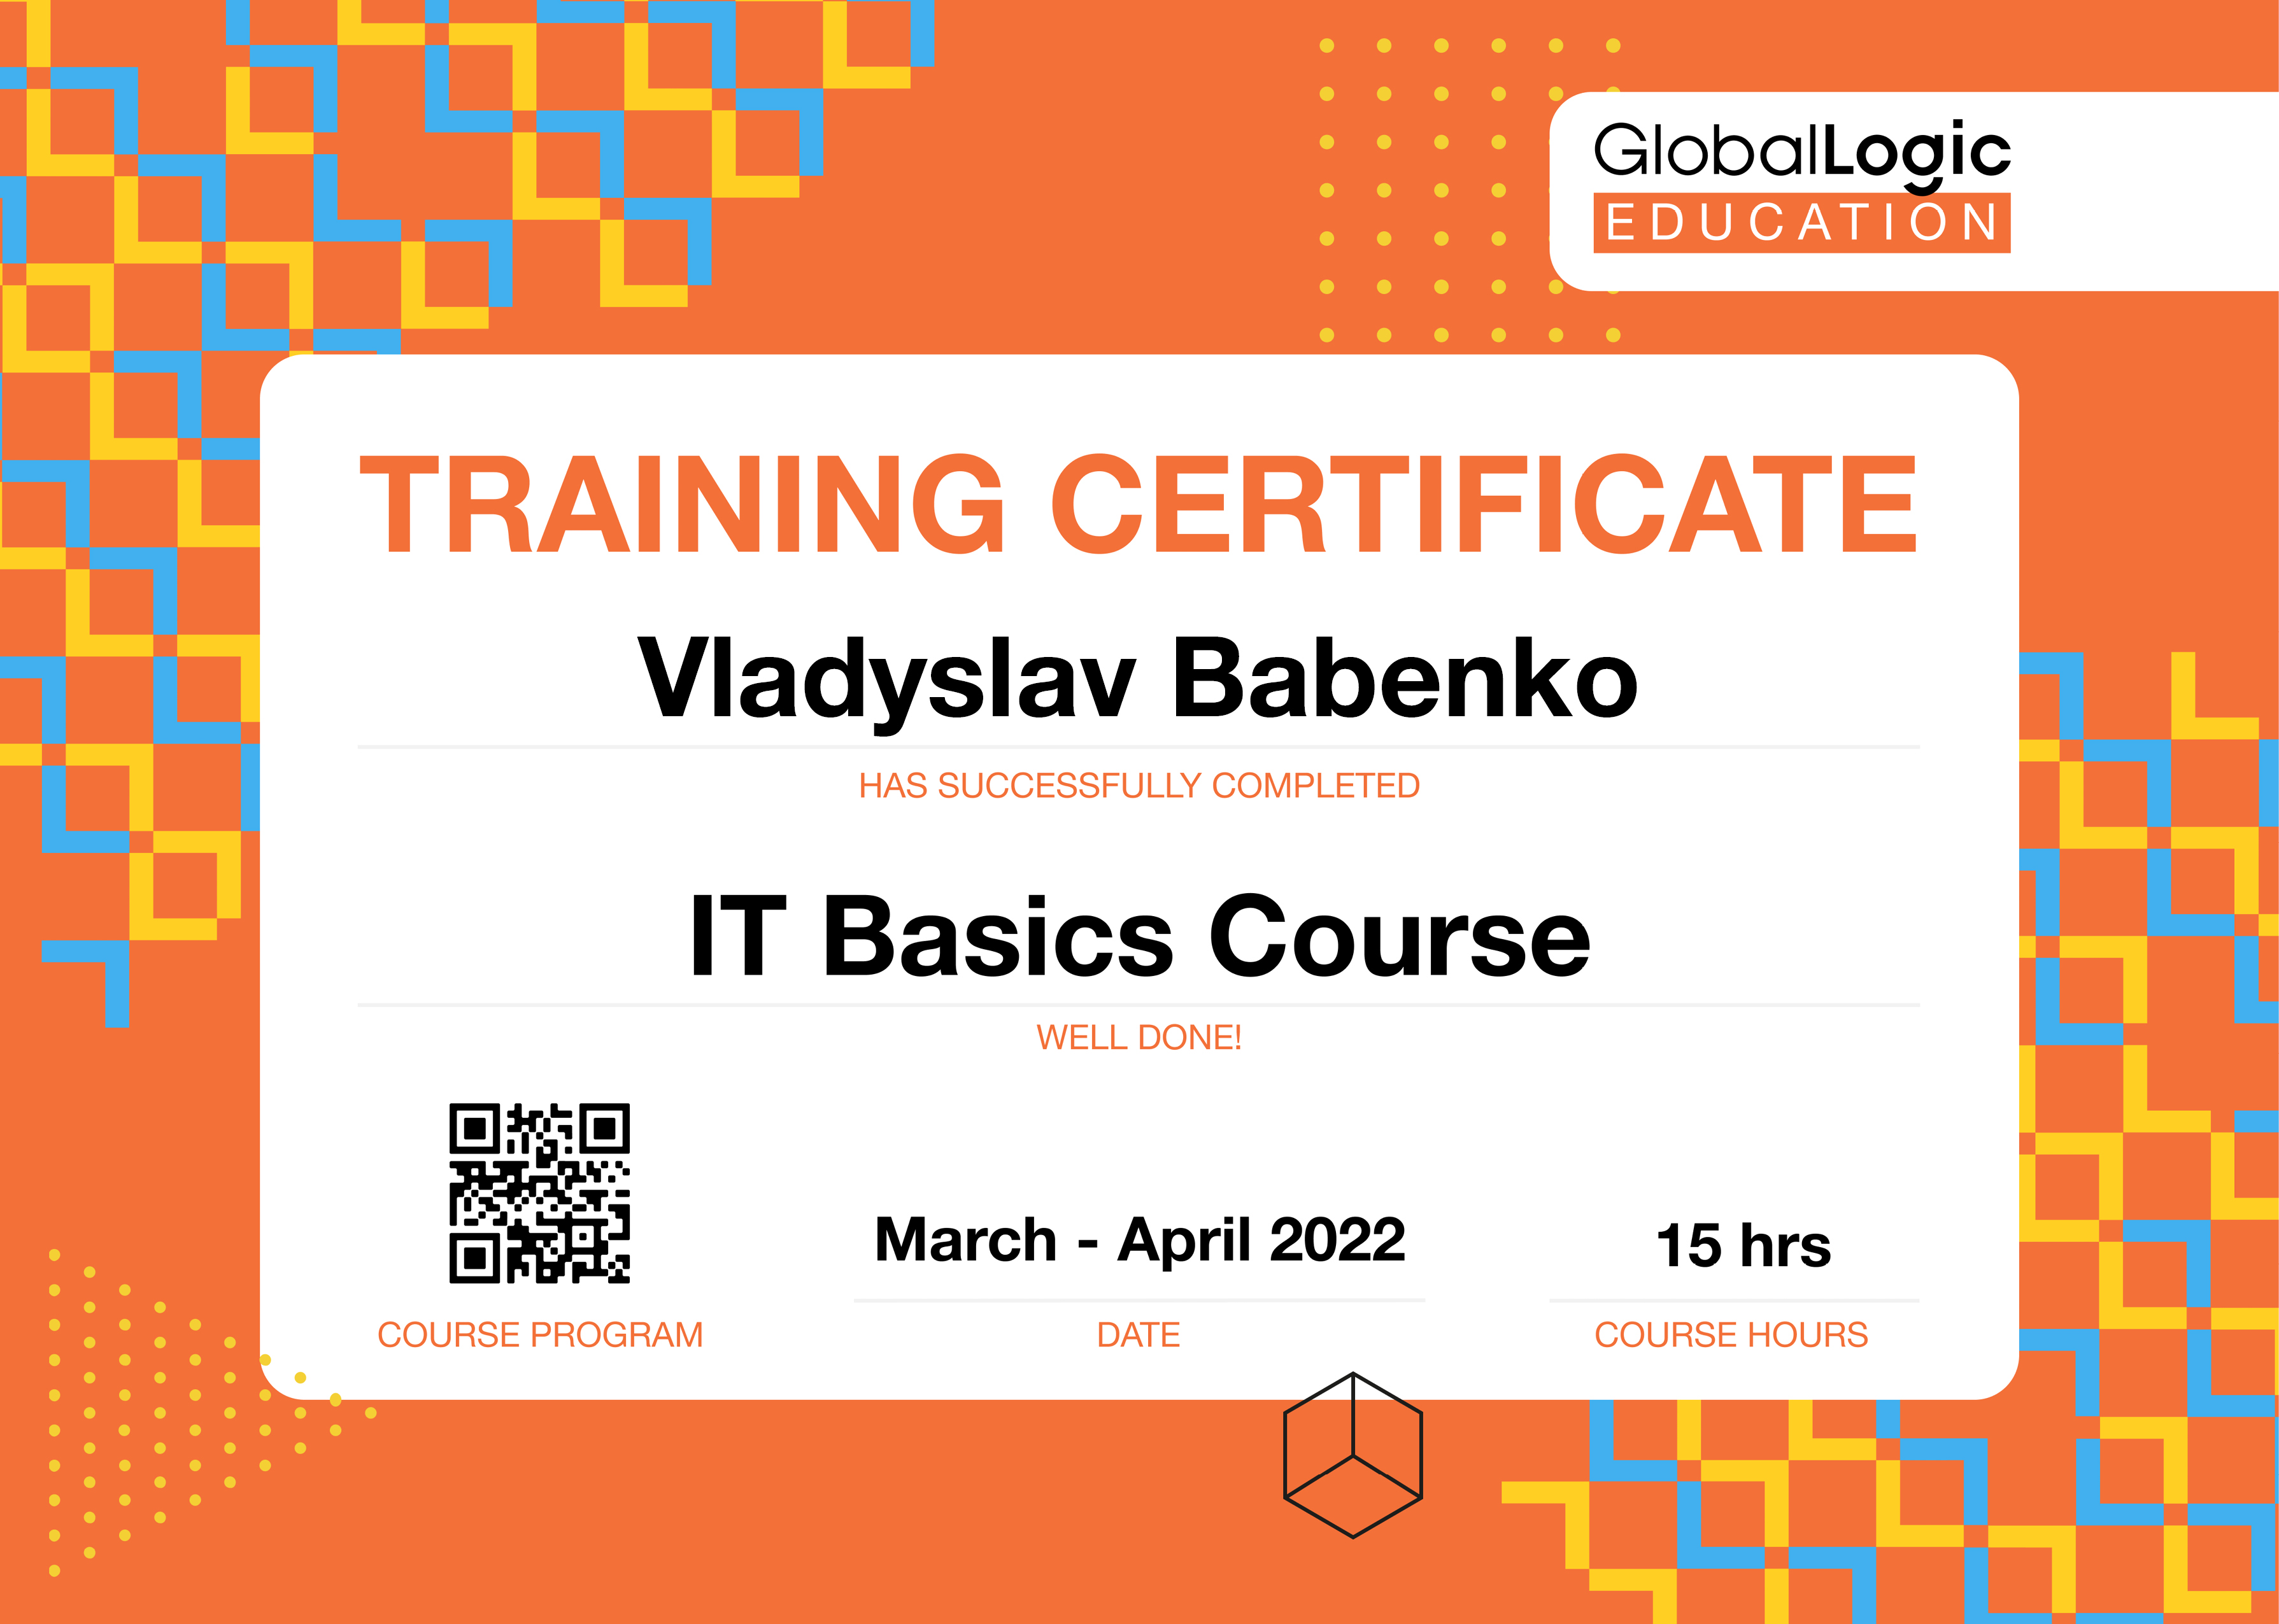 GlobalLogic
EDUCATION
TRAINING CERTIFICATE
Vladyslav Babenko
HAS SUCCESSFULLY COMPLETED
IT Basics Course
WELL DONE!
March - April 2022
15 hrs
COURSE PROGRAM
DATE
COURSE HOURS